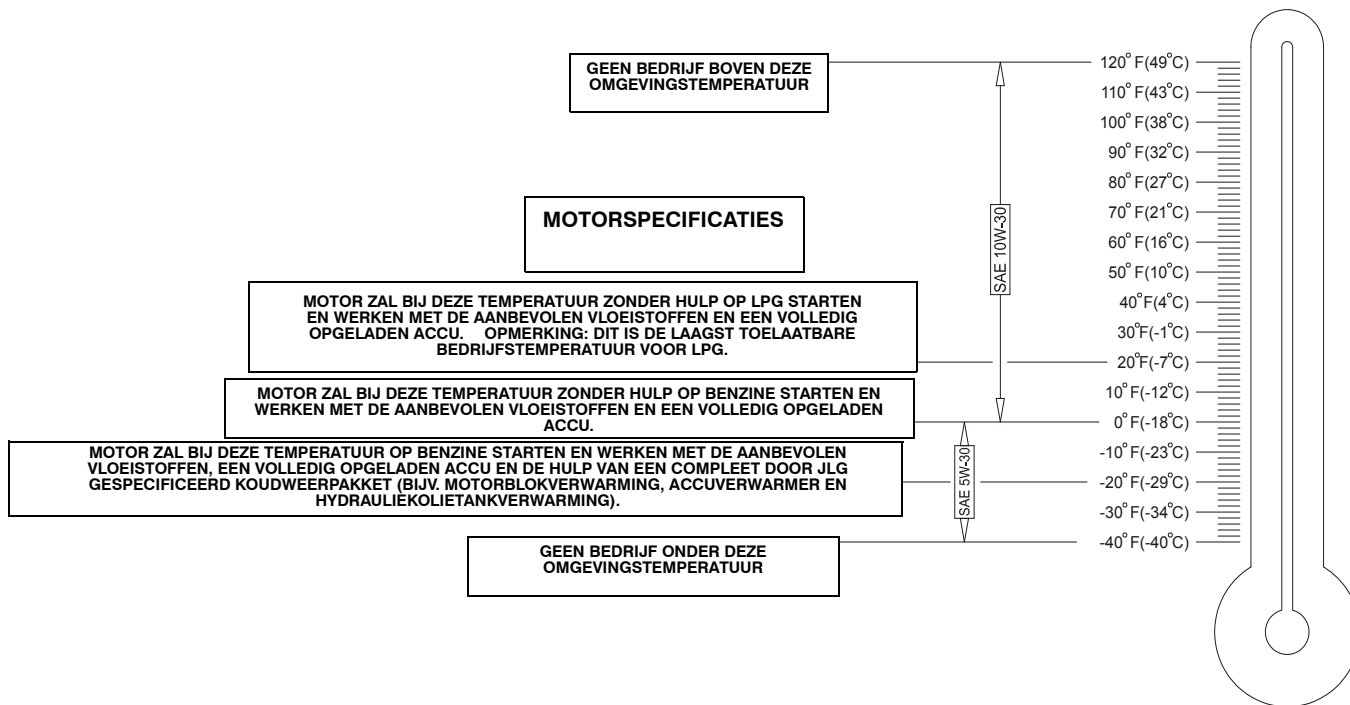 GEEN BEDRIJF BOVEN DEZE
OMGEVINGSTEMPERATUUR
MOTORSPECIFICATIES
MOTOR ZAL BIJ DEZE TEMPERATUUR ZONDER HULP OP LPG STARTEN
EN WERKEN MET DE AANBEVOLEN VLOEISTOFFEN EN EEN VOLLEDIG
OPGELADEN ACCU. OPMERKING: DIT IS DE LAAGST TOELAATBARE
BEDRIJFSTEMPERATUUR VOOR LPG.
MOTOR ZAL BIJ DEZE TEMPERATUUR ZONDER HULP OP BENZINE STARTEN EN
WERKEN MET DE AANBEVOLEN VLOEISTOFFEN EN EEN VOLLEDIG OPGELADEN
ACCU.
MOTOR ZAL BIJ DEZE TEMPERATUUR OP BENZINE STARTEN EN WERKEN MET DE AANBEVOLEN
VLOEISTOFFEN, EEN VOLLEDIG OPGELADEN ACCU EN DE HULP VAN EEN COMPLEET DOOR JLG
GESPECIFICEERD KOUDWEERPAKKET (BIJV. MOTORBLOKVERWARMING, ACCUVERWARMER EN
HYDRAULIEKOLIETANKVERWARMING).
GEEN BEDRIJF ONDER DEZE
OMGEVINGSTEMPERATUUR
SAE 10W-30
SAE 5W-30
120° F(49°C)
110° F(43°C)
100° F(38°C)
90° F(32°C)
80° F(27°C)
70° F(21°C)
60° F(16°C)
50° F(10°C)
40°F(4°C)
30°F(-1°C)
20°F(-7°C)
10°F(-12°C)
0°F(-18°C)
-10°F(-23°C)
-20°F(-29°C)
-30°F(-34°C)
-40°F(-40°C)